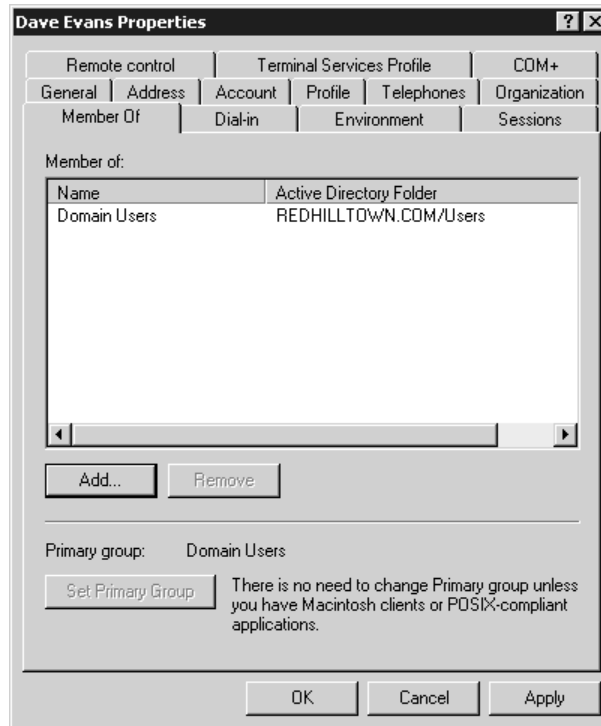 Dave Evans Properties ? X
Remote control Terminal Services Profile COM+
General Address Account Profile Telephones Organization
Member Of Dial-in Environment Sessions
Member of:
Name Active Directory Folder
Domain Users REDHILLTOWN.COM/Users
Add... Remove
Primary group: Domain Users
Set Primary Group There is no need to change Primary group unless
you have Macintosh clients or POSIX-compliant
applications.
OK Cancel Apply